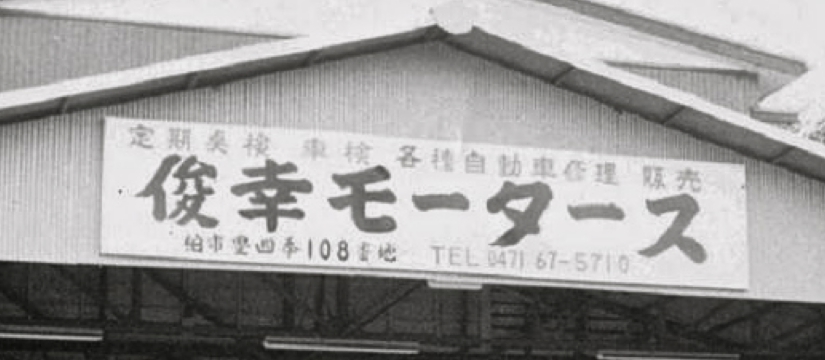 定期点検 車検 各種自動車修理 販売
俊幸モータース
柏市豊四季108番地 TEL 0471 67-5710